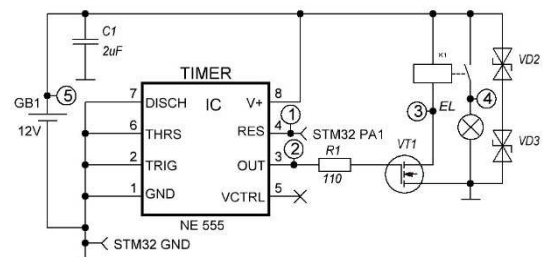 C1
2uF
TIMER
K1
VD2
5
GB1
12V
7 DISCH IC V+ 8
1
3 EL 4
6 THRS RES 4 STM32 PA1
2
2 TRIG OUT 3 R1
110
VT1
VD3
1 GND VCTRL 5
NE 555
STM32 GND